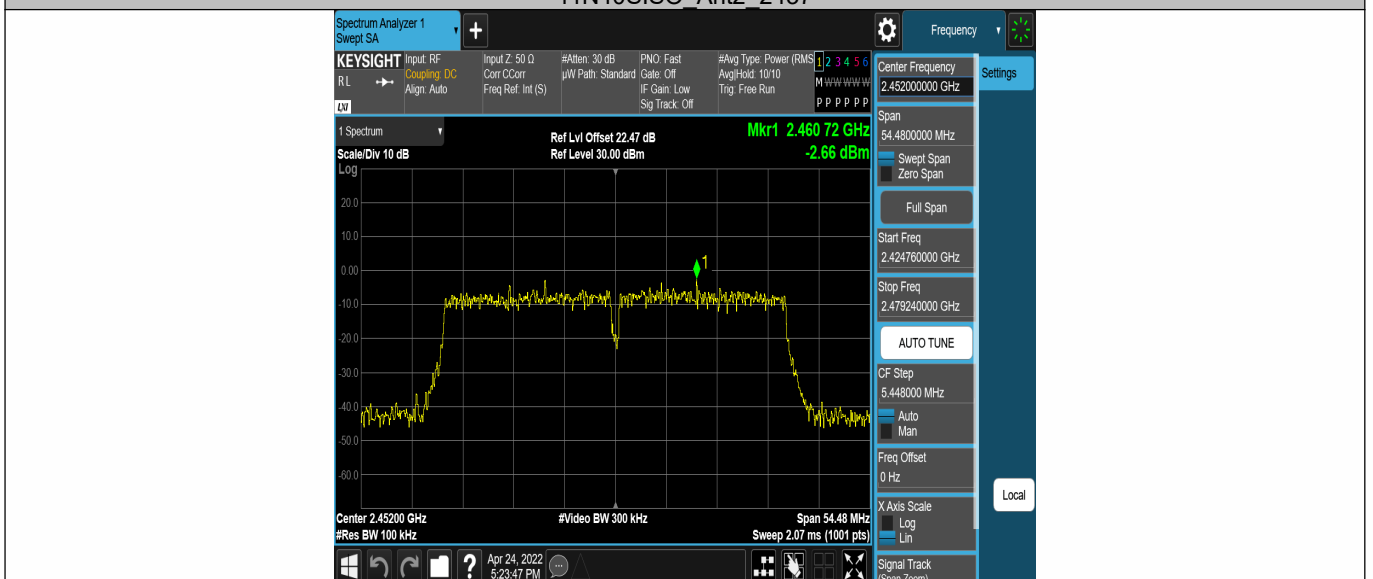 Spectrum Analyzer 1
Swept SA
+
Frequency
KEYSIGHT
Input: RF
Coupling: DC
Align: Auto
Input Z: 50 Ω
Corr CCorr
Freq Ref: Int (S)
#Atten: 30 dB
µW Path: Standard
PNO: Fast
Gate: Off
IF Gain: Low
Sig Track: Off
#Avg Type: Power (RMS
Avg|Hold: 10/10
Trig: Free Run
1 2 3 4 5 6
M W W W W W
P P P P P P
R L
LXI
Center Frequency
2.452000000 GHz
Settings
1 Spectrum
Ref Lvl Offset 22.47 dB
Mkr1 2.460 72 GHz
Scale/Div 10 dB
Ref Level 30.00 dBm
-2.66 dBm
Log
20.0
10.0
0.00
-10.0
-20.0
-30.0
-40.0
-50.0
-60.0
1
Span
54.4800000 MHz
Swept Span
Zero Span
Full Span
Start Freq
2.424760000 GHz
Stop Freq
2.479240000 GHz
AUTO TUNE
CF Step
5.448000 MHz
Auto
Man
Freq Offset
0 Hz
X Axis Scale
Log
Lin
Local
Signal Track
(Span Zoom)
Center 2.45200 GHz
#Video BW 300 kHz
Span 54.48 MHz
#Res BW 100 kHz
Sweep 2.07 ms (1001 pts)
?
Apr 24, 2022
5:23:47 PM